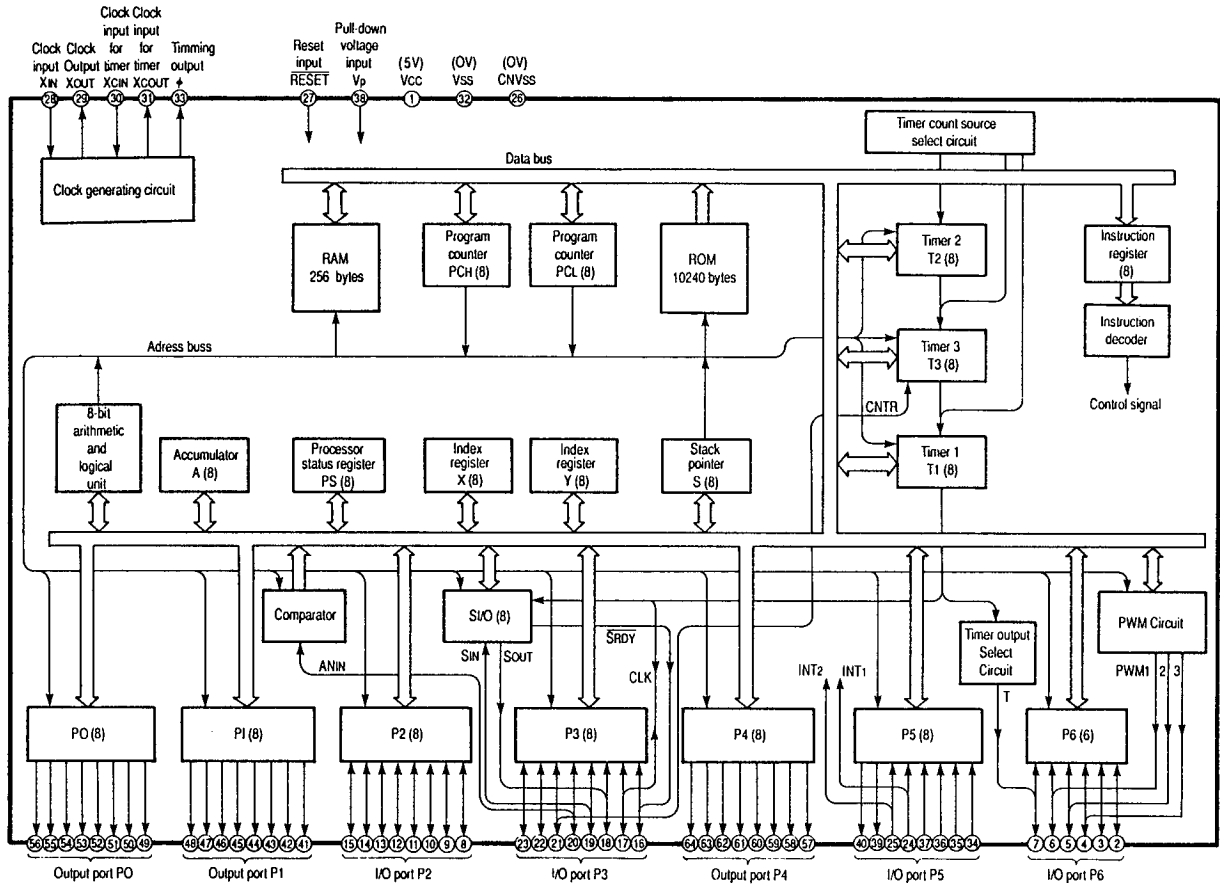 Clock
input
XIN
Clock
Output
XOUT
Clock
input
for
timer
XCIN
Clock
input
for
timer
XCOUT
Timming
output
ϕ
Reset
input
RESET
Pull-down
voltage
input
VP
(5V)
VCC
(0V)
VSS
(0V)
CNVSS
28 29 30 31 33 27 38 1 32 26
Clock generating circuit
Timer count source
select circuit
Data bus
RAM
256 bytes
Program
counter
PCH (8)
Program
counter
PCL (8)
ROM
10240 bytes
Timer 2
T2 (8)
Instruction
register
(8)
Timer 3
T3 (8)
Instruction
decoder
Control signal
Adress buss
CNTR
8-bit
arithmetic
and
logical
unit
Accumulator
A (8)
Processor
status register
PS (8)
Index
register
X (8)
Index
register
Y (8)
Stack
pointer
S (8)
Timer 1
T1 (8)
Comparator
SI/O (8)
SRDY
Timer output
Select
Circuit
PWM Circuit
ANIN
SIN
SOUT
CLK
INT2
INT1
T
PWM1 2 3
PO (8)
PI (8)
P2 (8)
P3 (8)
P4 (8)
P5 (8)
P6 (6)
56 55 54 53 52 51 50 49
48 47 46 45 44 43 42 41
15 14 13 12 11 10 9 8
23 22 21 20 19 18 17 16
64 63 62 61 60 59 58 57
40 39 25 24 37 36 35 34
7 6 5 4 3 2
Output port PO
Output port P1
I/O port P2
I/O port P3
Output port P4
I/O port P5
I/O port P6